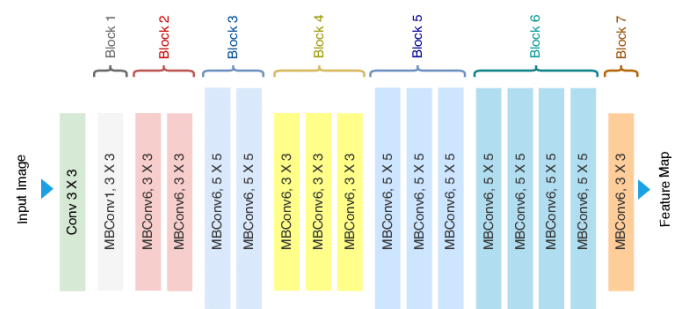 Block 1
Block 2
Block 3
Block 4
Block 5
Block 6
Block 7
Input Image
Conv 3 X 3
MBConv1, 3 X 3
MBConv6, 3 X 3
MBConv6, 3 X 3
MBConv6, 5 X 5
MBConv6, 5 X 5
MBConv6, 3 X 3
MBConv6, 3 X 3
MBConv6, 3 X 3
MBConv6, 5 X 5
MBConv6, 5 X 5
MBConv6, 5 X 5
MBConv6, 5 X 5
MBConv6, 5 X 5
MBConv6, 5 X 5
MBConv6, 5 X 5
MBConv6, 3 X 3
Feature Map